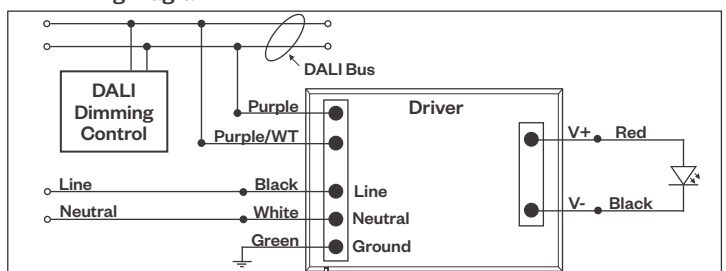 DALI Bus
DALI
Dimming
Control
Driver
Purple
Purple/WT
Line
Black
Line
Neutral
White
Neutral
Green
Ground
V+
Red
V-
Black